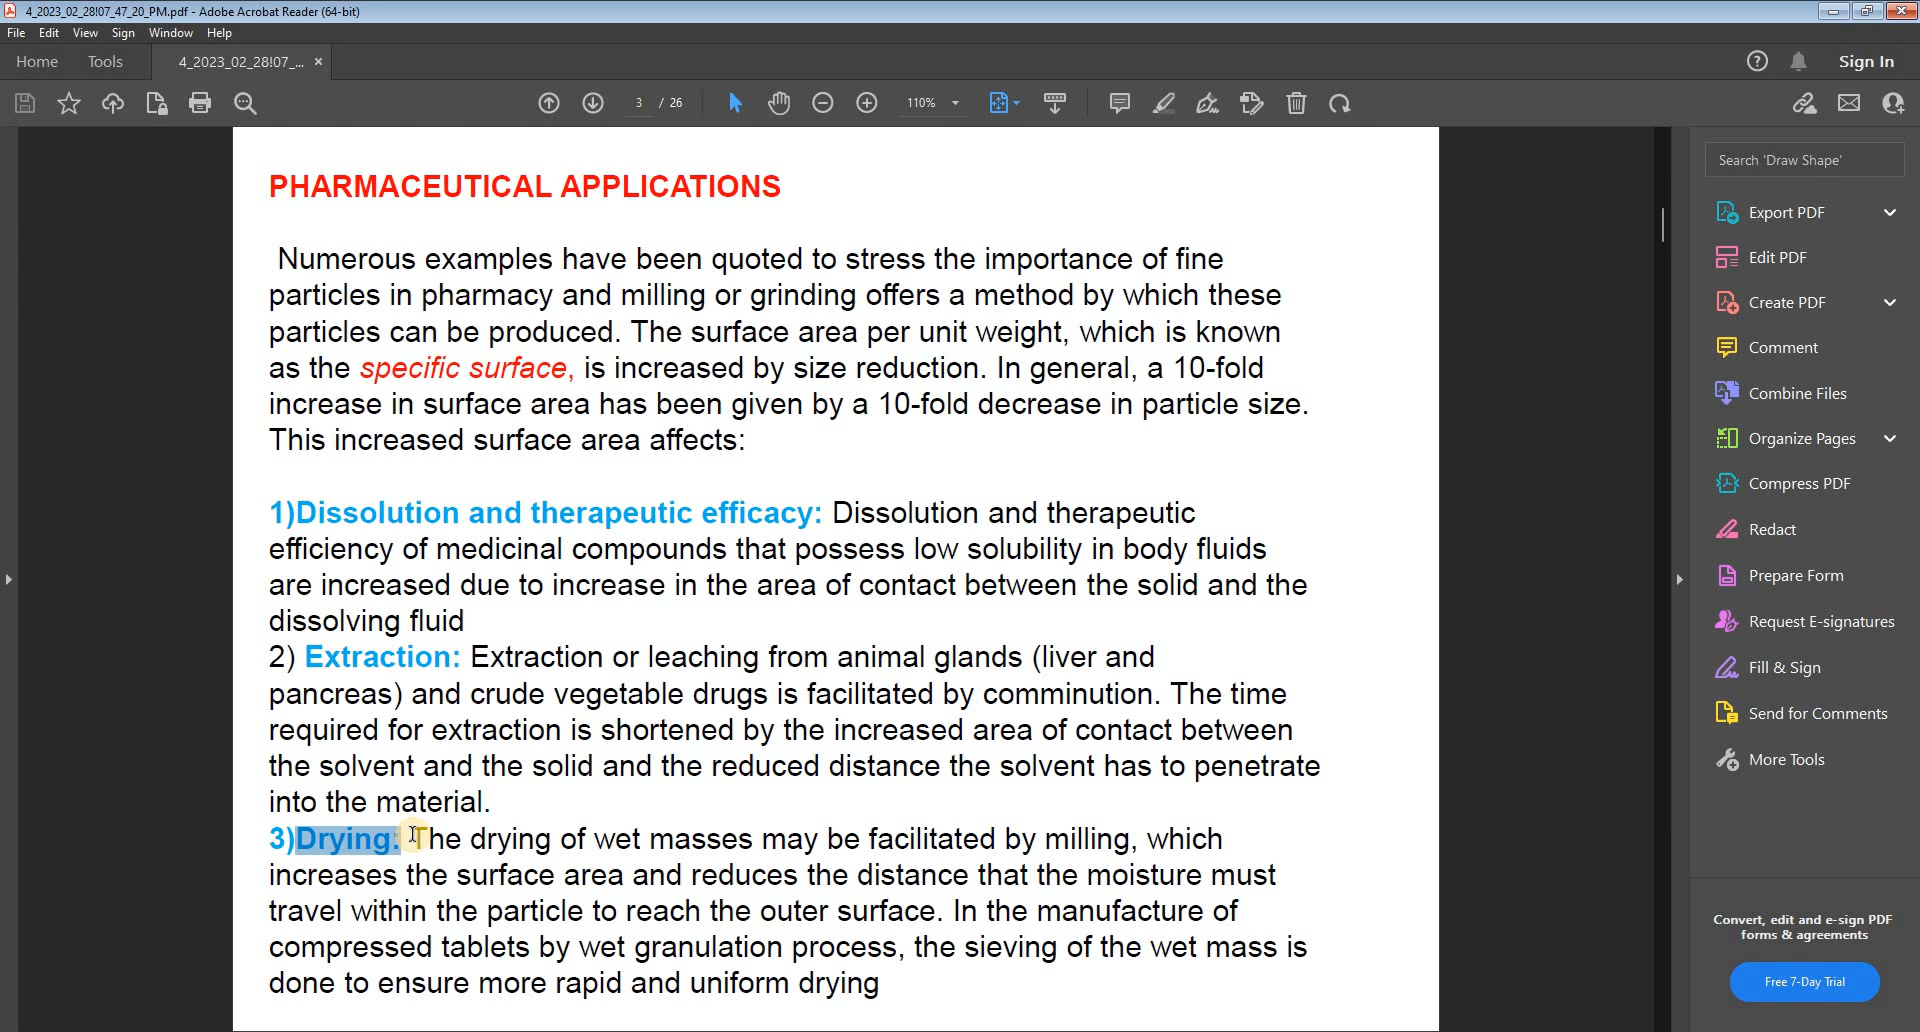 4_2023_02_28!07_47_20_PM.pdf - Adobe Acrobat Reader (64-bit)
File Edit View Sign Window Help
Home Tools 4_2023_02_28!07_... × Sign In
3 / 26 110%
PHARMACEUTICAL APPLICATIONS
Numerous examples have been quoted to stress the importance of fine
particles in pharmacy and milling or grinding offers a method by which these
particles can be produced. The surface area per unit weight, which is known
as the specific surface, is increased by size reduction. In general, a 10-fold
increase in surface area has been given by a 10-fold decrease in particle size.
This increased surface area affects:
1)Dissolution and therapeutic efficacy: Dissolution and therapeutic
efficiency of medicinal compounds that possess low solubility in body fluids
are increased due to increase in the area of contact between the solid and the
dissolving fluid
2) Extraction: Extraction or leaching from animal glands (liver and
pancreas) and crude vegetable drugs is facilitated by comminution. The time
required for extraction is shortened by the increased area of contact between
the solvent and the solid and the reduced distance the solvent has to penetrate
into the material.
3)Drying: The drying of wet masses may be facilitated by milling, which
increases the surface area and reduces the distance that the moisture must
travel within the particle to reach the outer surface. In the manufacture of
compressed tablets by wet granulation process, the sieving of the wet mass is
done to ensure more rapid and uniform drying
Search 'Draw Shape'
Export PDF
Edit PDF
Create PDF
Comment
Combine Files
Organize Pages
Compress PDF
Redact
Prepare Form
Request E-signatures
Fill & Sign
Send for Comments
More Tools
Convert, edit and e-sign PDF
forms & agreements
Free 7-Day Trial